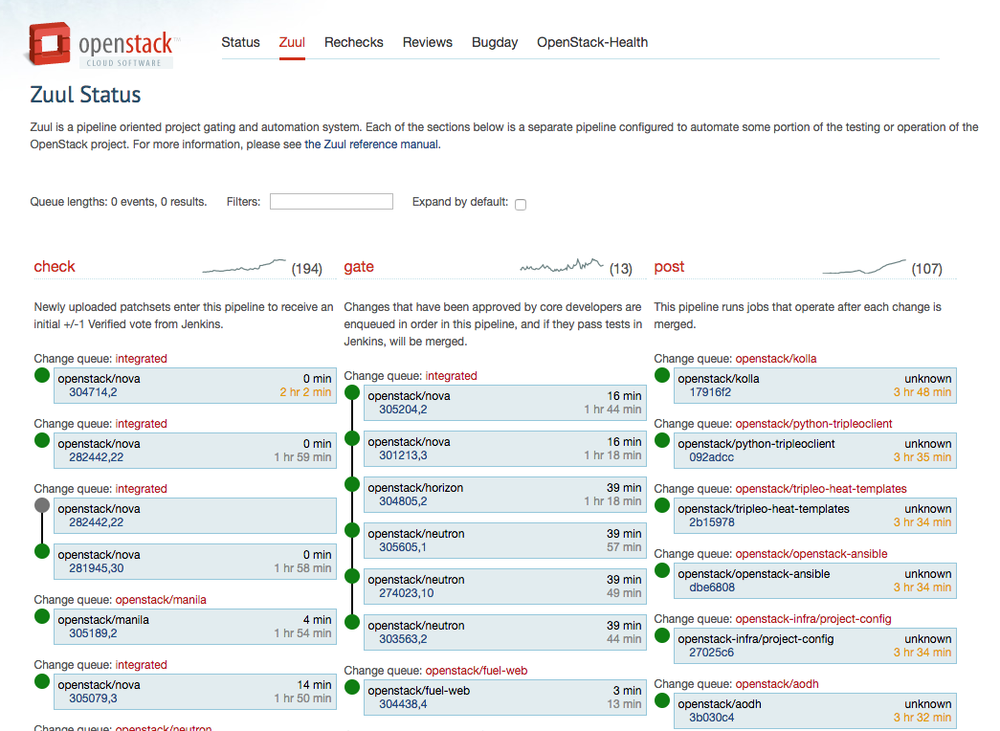 openstack™
CLOUD SOFTWARE
Status Zuul Rechecks Reviews Bugday OpenStack-Health
Zuul Status
Zuul is a pipeline oriented project gating and automation system. Each of the sections below is a separate pipeline configured to automate some portion of the testing or operation of the
OpenStack project. For more information, please see the Zuul reference manual.
Queue lengths: 0 events, 0 results. Filters: Expand by default:
check (194)
Newly uploaded patchsets enter this pipeline to receive an
initial +/-1 Verified vote from Jenkins.
Change queue: integrated
openstack/nova 0 min
304714,2 2 hr 2 min
Change queue: integrated
openstack/nova 0 min
282442,22 1 hr 59 min
Change queue: integrated
openstack/nova
282442,22
openstack/nova 0 min
281945,30 1 hr 58 min
Change queue: openstack/manila
openstack/manila 4 min
305189,2 1 hr 54 min
Change queue: integrated
openstack/nova 14 min
305079,3 1 hr 50 min
Change queue: openstack/neutron
gate (13)
Changes that have been approved by core developers are
enqueued in order in this pipeline, and if they pass tests in
Jenkins, will be merged.
Change queue: integrated
openstack/nova 16 min
305204,2 1 hr 44 min
openstack/nova 16 min
301213,3 1 hr 18 min
openstack/horizon 39 min
304805,2 1 hr 18 min
openstack/neutron 39 min
305605,1 57 min
openstack/neutron 39 min
274023,10 49 min
openstack/neutron 39 min
303563,2 44 min
Change queue: openstack/fuel-web
openstack/fuel-web 3 min
304438,4 13 min
post (107)
This pipeline runs jobs that operate after each change is
merged.
Change queue: openstack/kolla
openstack/kolla unknown
17916f2 3 hr 48 min
Change queue: openstack/python-tripleoclient
openstack/python-tripleoclient unknown
092adcc 3 hr 35 min
Change queue: openstack/tripleo-heat-templates
openstack/tripleo-heat-templates unknown
2b15978 3 hr 34 min
Change queue: openstack/openstack-ansible
openstack/openstack-ansible unknown
dbe6808 3 hr 34 min
Change queue: openstack-infra/project-config
openstack-infra/project-config unknown
27025c6 3 hr 34 min
Change queue: openstack/aodh
openstack/aodh unknown
3b030c4 3 hr 32 min